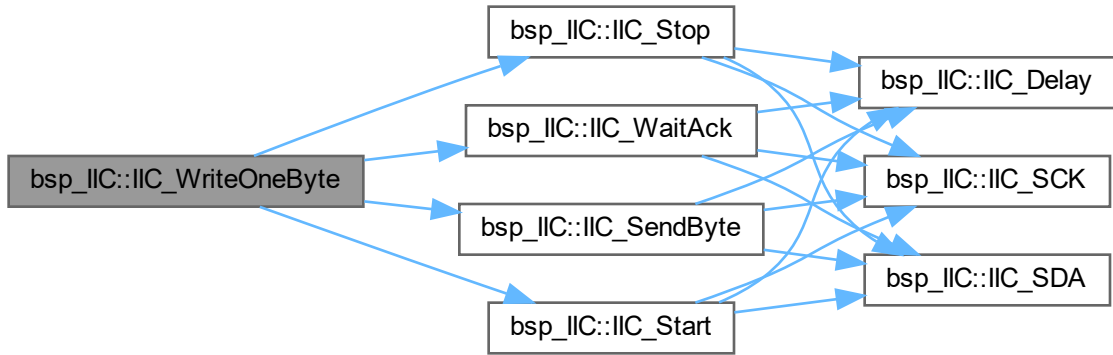 bsp_IIC::IIC_WriteOneByte
bsp_IIC::IIC_Stop
bsp_IIC::IIC_WaitAck
bsp_IIC::IIC_SendByte
bsp_IIC::IIC_Start
bsp_IIC::IIC_Delay
bsp_IIC::IIC_SCK
bsp_IIC::IIC_SDA